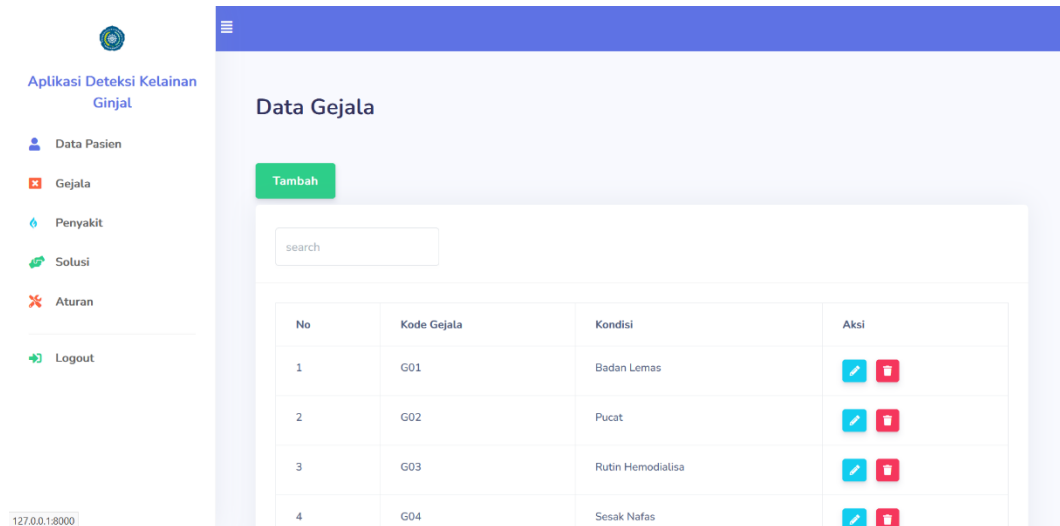 Aplikasi Deteksi Kelainan
Ginjal
Data Pasien
Gejala
Penyakit
Solusi
Aturan
Logout
127.0.0.1:8000
Data Gejala
Tambah
search
No Kode Gejala Kondisi Aksi
1 G01 Badan Lemas
2 G02 Pucat
3 G03 Rutin Hemodialisa
4 G04 Sesak Nafas